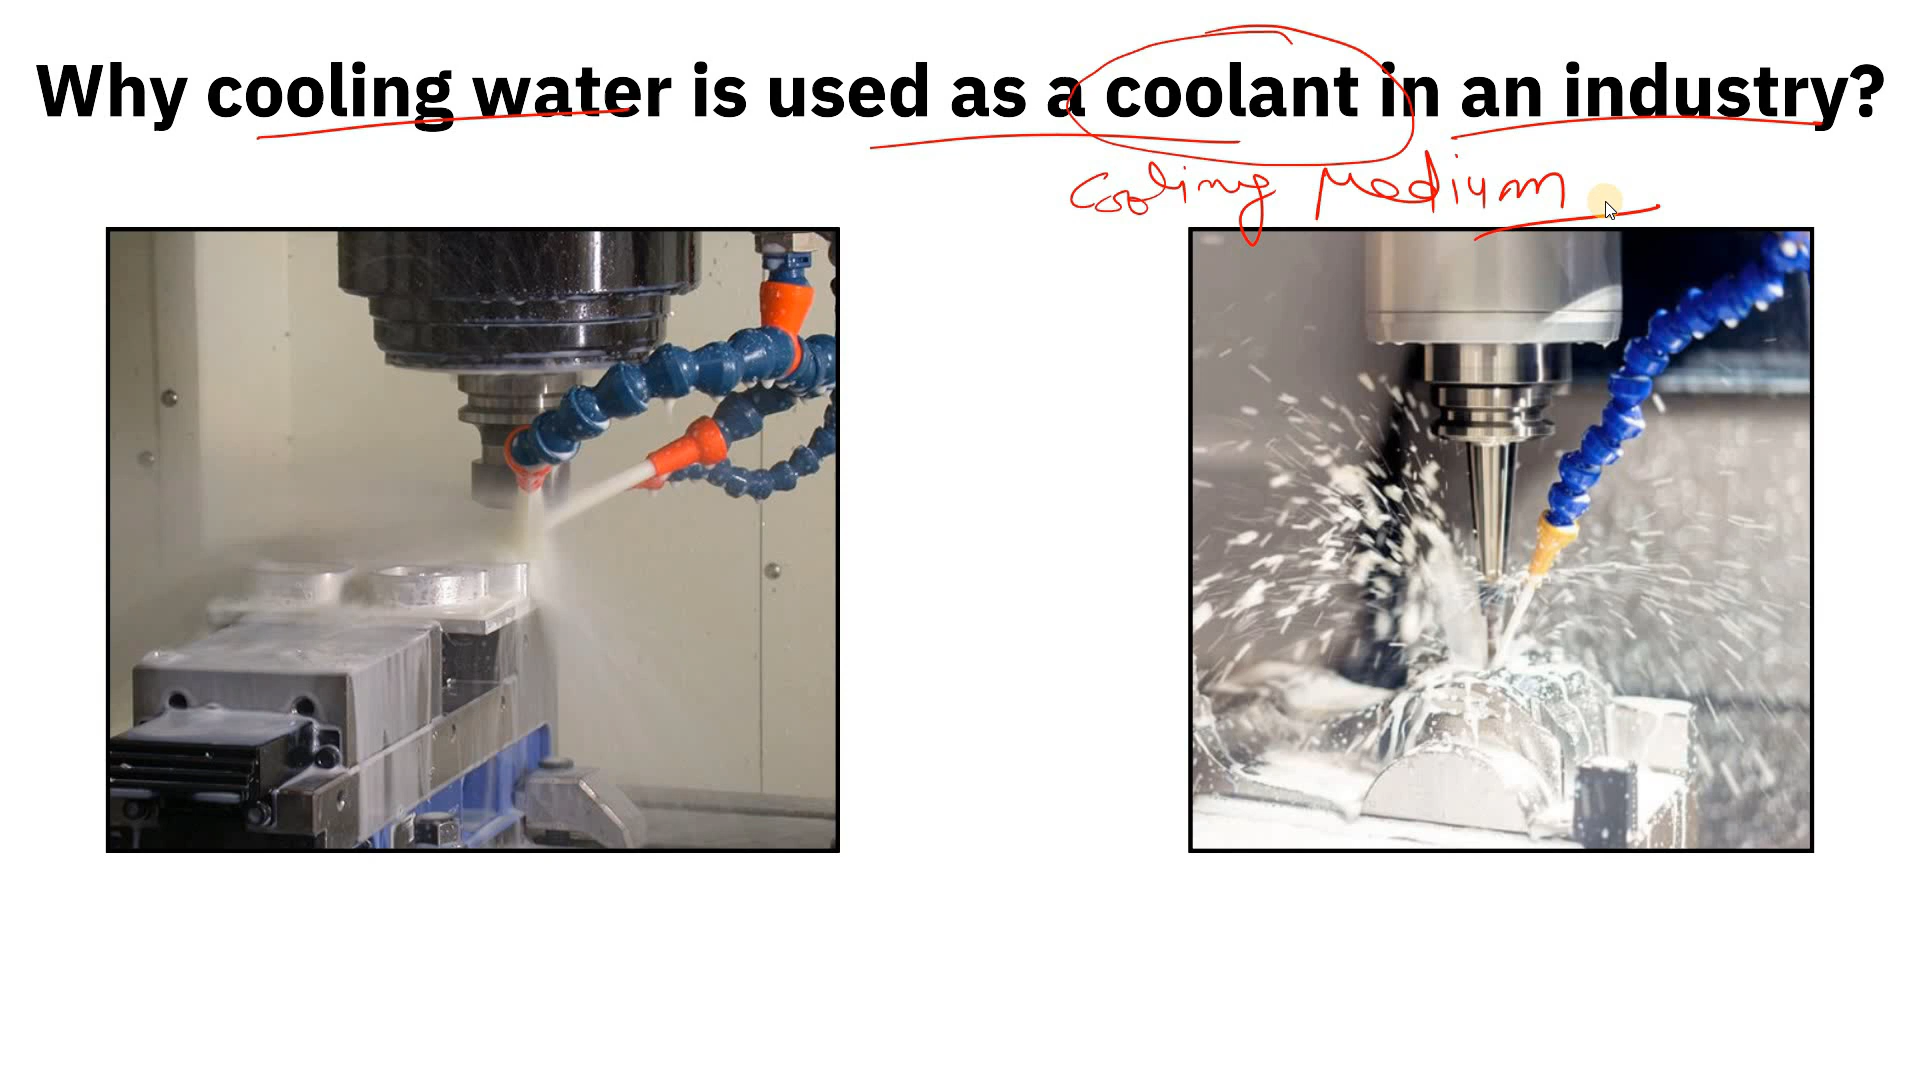 Why cooling water is used as a coolant in an industry?
Cooling Medium